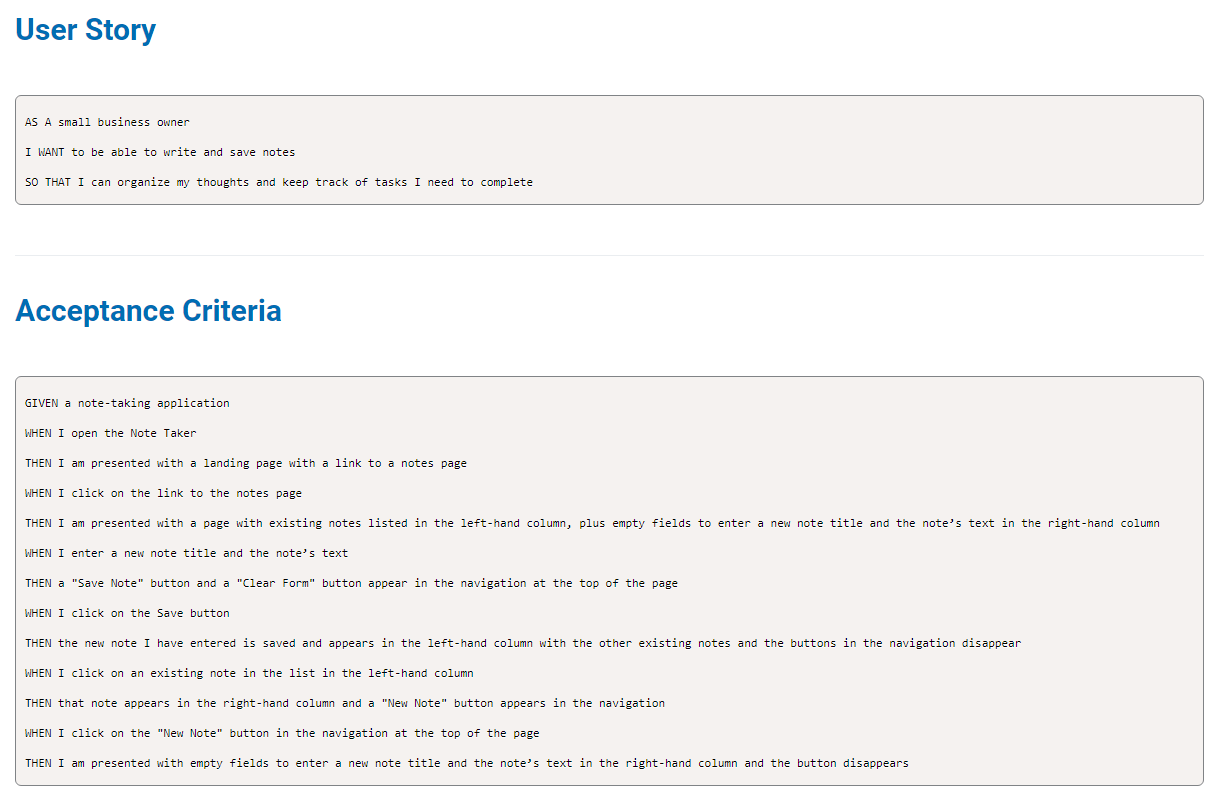 User Story
AS A small business owner
I WANT to be able to write and save notes
SO THAT I can organize my thoughts and keep track of tasks I need to complete
Acceptance Criteria
GIVEN a note-taking application
WHEN I open the Note Taker
THEN I am presented with a landing page with a link to a notes page
WHEN I click on the link to the notes page
THEN I am presented with a page with existing notes listed in the left-hand column, plus empty fields to enter a new note title and the note’s text in the right-hand column
WHEN I enter a new note title and the note’s text
THEN a "Save Note" button and a "Clear Form" button appear in the navigation at the top of the page
WHEN I click on the Save button
THEN the new note I have entered is saved and appears in the left-hand column with the other existing notes and the buttons in the navigation disappear
WHEN I click on an existing note in the list in the left-hand column
THEN that note appears in the right-hand column and a "New Note" button appears in the navigation
WHEN I click on the "New Note" button in the navigation at the top of the page
THEN I am presented with empty fields to enter a new note title and the note’s text in the right-hand column and the button disappears